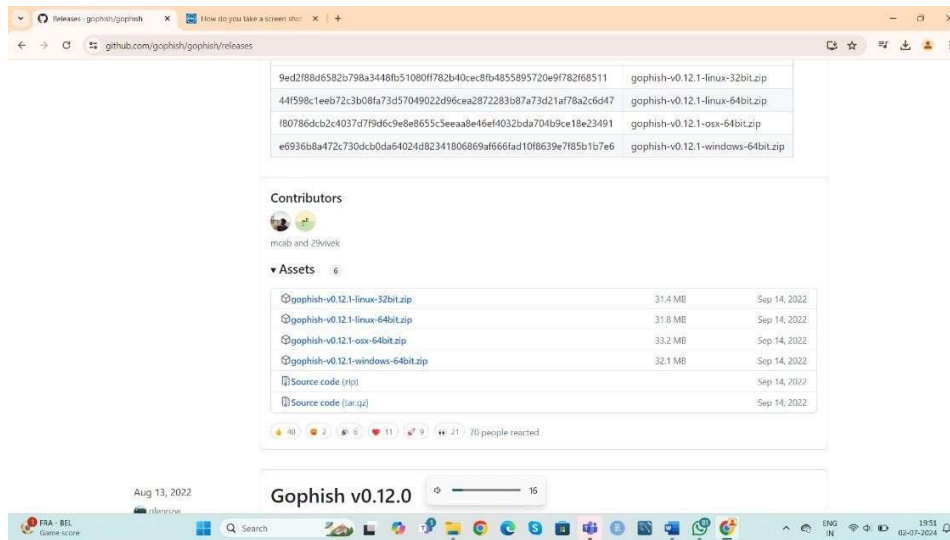 Releases · gophish/gophish
How do you take a screen shot
github.com/gophish/gophish/releases
9ed2f88d6582b798a3448fb51080ff782b40cec8fb4855895720e9f782f68511 gophish-v0.12.1-linux-32bit.zip
44f598c1eeb72c3b08fa73d57049022d96cea2872283b87a73d21af78a2c6d47 gophish-v0.12.1-linux-64bit.zip
f80786dcb2c4037d7f9d6c9e8e8655c5eeaa8e46ef4032bda704b9ce18e23491 gophish-v0.12.1-osx-64bit.zip
e6936b8a472c730dcb0da64024d82341806869af666fad10f8639e7f85b1b7e6 gophish-v0.12.1-windows-64bit.zip
Contributors
mcab and 29vivek
Assets 6
gophish-v0.12.1-linux-32bit.zip 31.4 MB Sep 14, 2022
gophish-v0.12.1-linux-64bit.zip 31.8 MB Sep 14, 2022
gophish-v0.12.1-osx-64bit.zip 33.2 MB Sep 14, 2022
gophish-v0.12.1-windows-64bit.zip 32.1 MB Sep 14, 2022
Source code (zip) Sep 14, 2022
Source code (tar.gz) Sep 14, 2022
40 2 6 11 9 21 70 people reacted
Aug 13, 2022
Gophish v0.12.0
16
FRA - BEL
Game score
Search
ENG
IN
19:51
02-07-2024